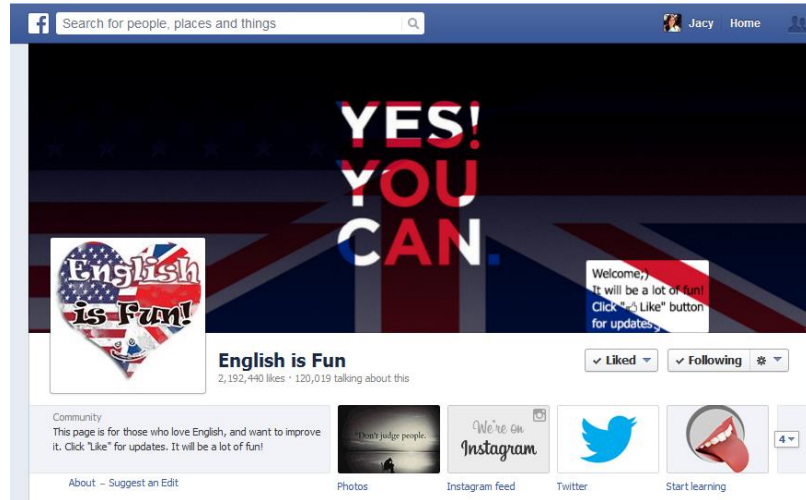 f
Search for people, places and things
Jacy Home
YES!
YOU
CAN.
Welcome;)
It will be a lot of fun!
Click "👍 Like" button
for updates
English
is Fun!
English is Fun
2,192,440 likes · 120,019 talking about this
✓ Liked
✓ Following
Community
This page is for those who love English, and want to improve
it. Click "Like" for updates. It will be a lot of fun!
About – Suggest an Edit
"Don't judge people.
Photos
We're on
Instagram
Instagram feed
Twitter
Start learning
4